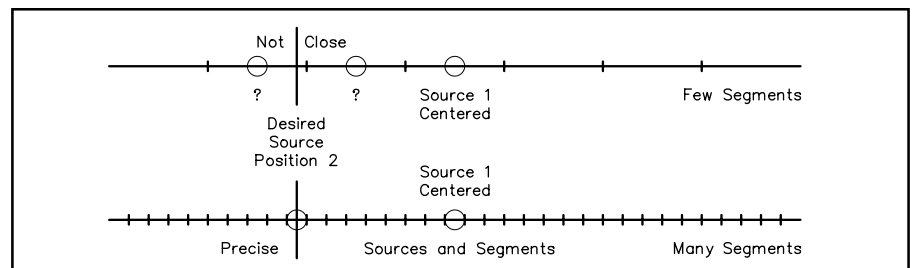 Not Close
? ? Source 1 Few Segments
Centered
Desired
Source
Position 2
Source 1
Centered
Precise Sources and Segments Many Segments